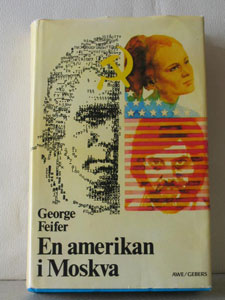 George
Feifer
En amerikan
i Moskva
AWE/GEBERS